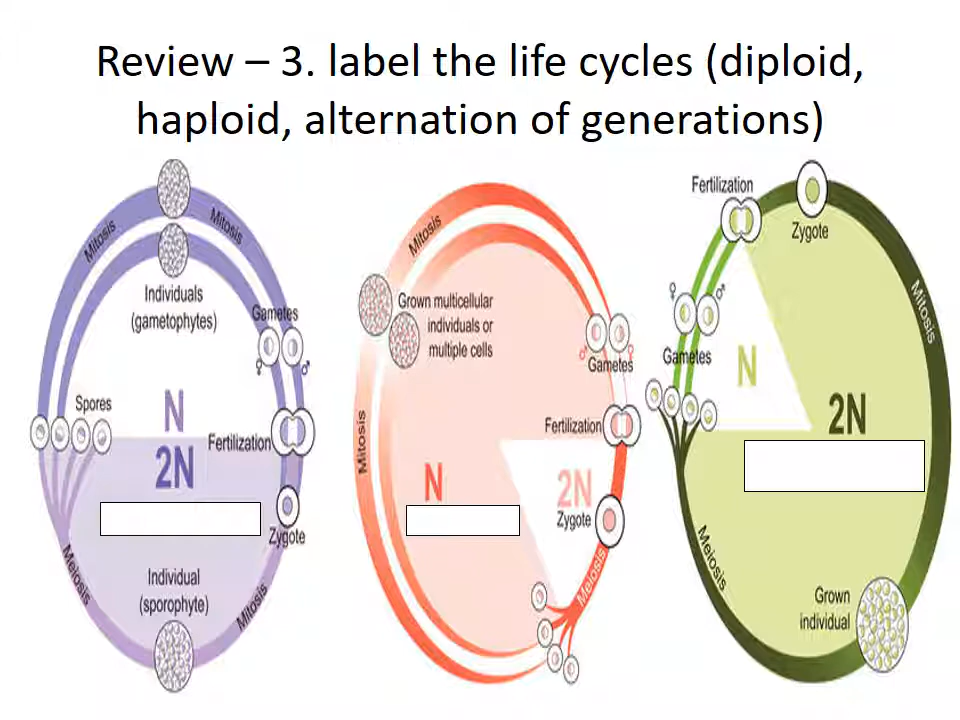 Review – 3. label the life cycles (diploid,
haploid, alternation of generations)
Mitosis
Mitosis
Individuals
(gametophytes)
Gametes
♀
♂
Spores
N
2N
Fertilization
Zygote
Meiosis
Individual
(sporophyte)
Mitosis
Mitosis
Grown multicellular
individuals or
multiple cells
♂
♀
Gametes
Mitosis
Fertilization
N
2N
Zygote
Meiosis
Fertilization
Zygote
Mitosis
♀
♂
Gametes
N
2N
Meiosis
Grown
individual